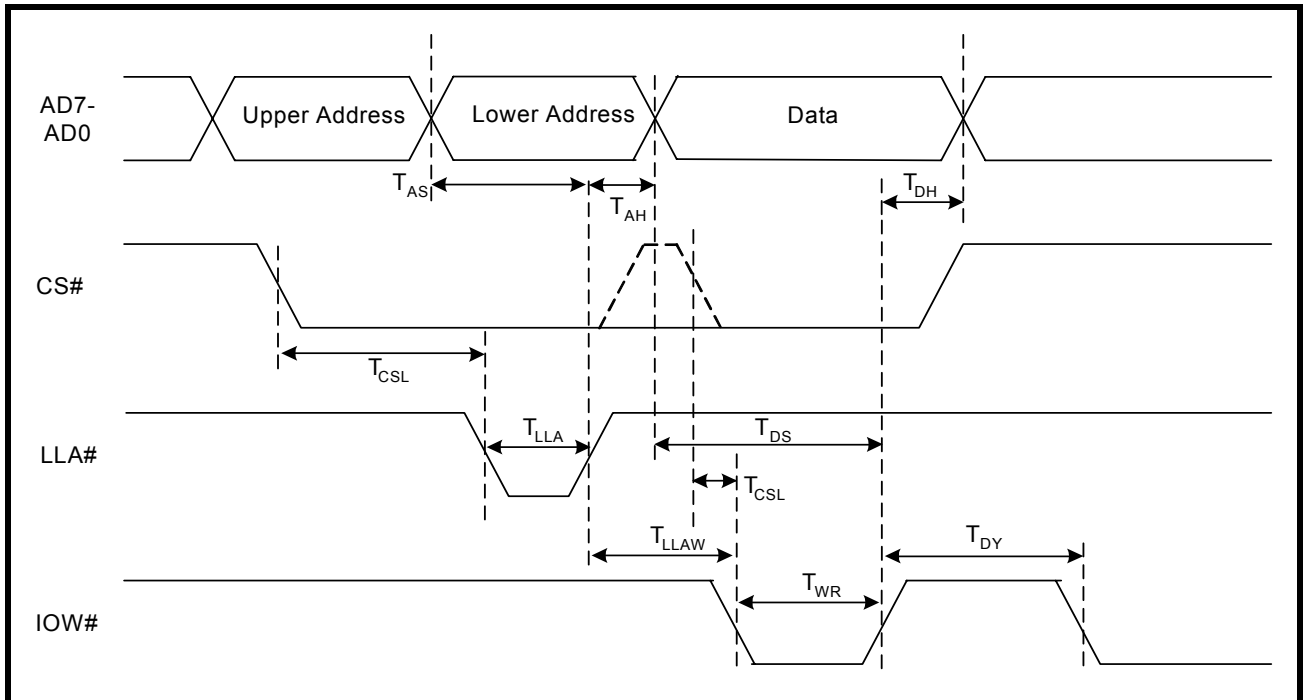 AD7-
AD0
Upper Address
Lower Address
Data
TAS
TAH
TDH
CS#
TCSL
LLA#
TLLA
TDS
TCSL
TLLAW
TDY
TWR
IOW#